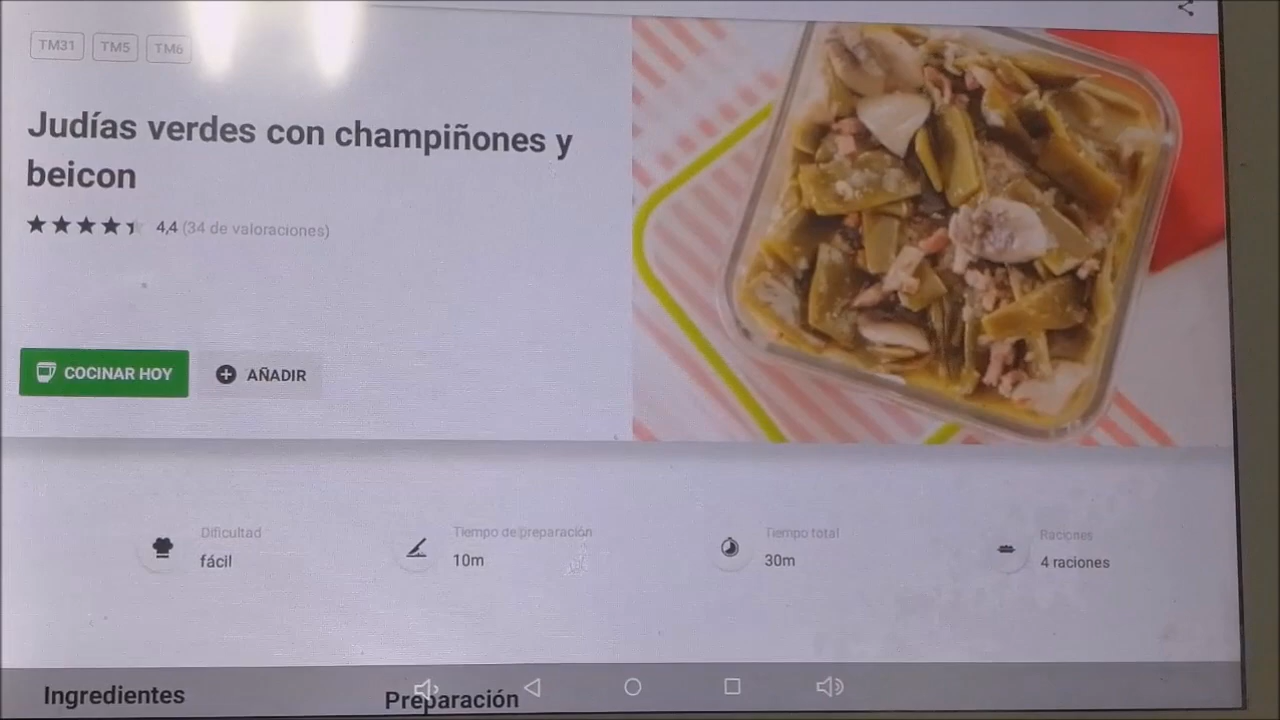 TM31 TM5 TM6
Judías verdes con champiñones y
beicon
4,4 (34 de valoraciones)
COCINAR HOY
AÑADIR
Dificultad
fácil
Tiempo de preparación
10m
Tiempo total
30m
Raciones
4 raciones
Ingredientes
Preparación